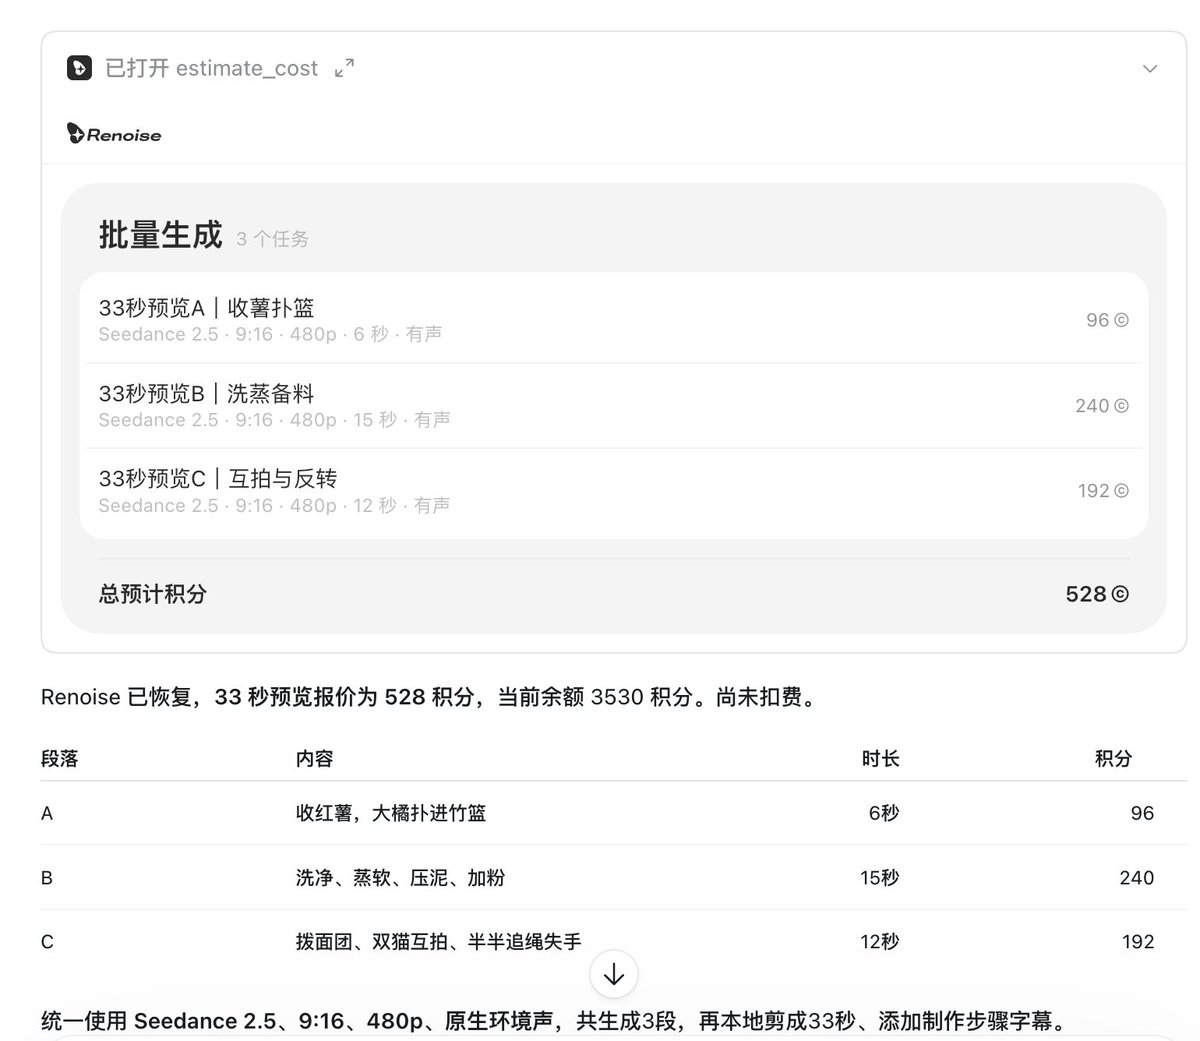 已打开 estimate_cost
Renoise
批量生成 3 个任务
33秒预览A｜收薯扑篮
Seedance 2.5 · 9:16 · 480p · 6 秒 · 有声
96 ©
33秒预览B｜洗蒸备料
Seedance 2.5 · 9:16 · 480p · 15 秒 · 有声
240 ©
33秒预览C｜互拍与反转
Seedance 2.5 · 9:16 · 480p · 12 秒 · 有声
192 ©
总预计积分 528 ©
Renoise 已恢复，33 秒预览报价为 528 积分，当前余额 3530 积分。尚未扣费。
段落 内容 时长 积分
A 收红薯，大橘扑进竹篮 6秒 96
B 洗净、蒸软、压泥、加粉 15秒 240
C 拨面团、双猫互拍、半半追绳失手 12秒 192
统一使用 Seedance 2.5、9:16、480p、原生环境声，共生成3段，再本地剪成33秒、添加制作步骤字幕。